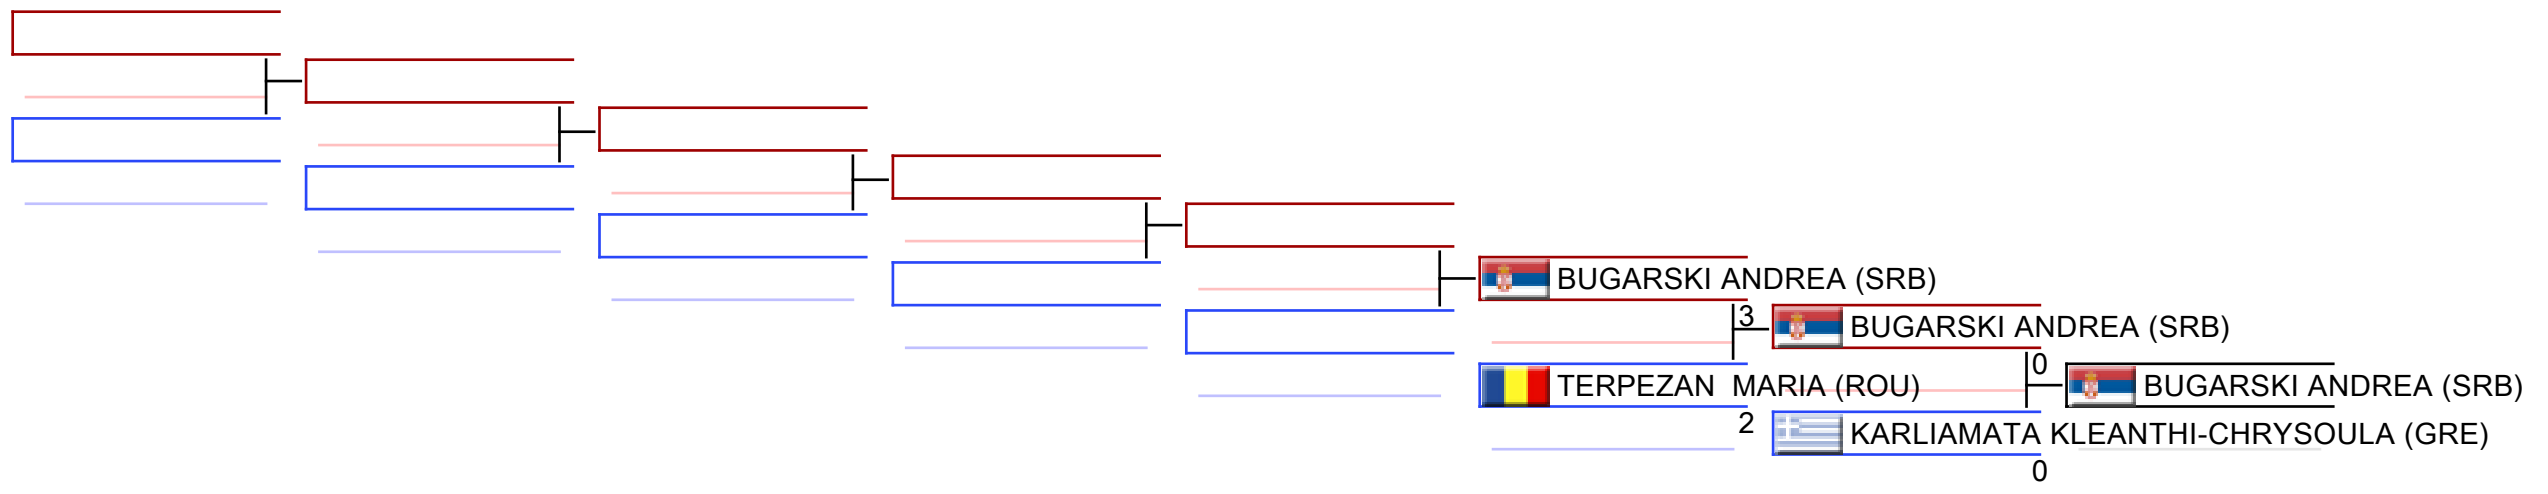 BUGARSKI ANDREA (SRB)
3
BUGARSKI ANDREA (SRB)
0
TERPEZAN  MARIA (ROU)
BUGARSKI ANDREA (SRB)
2
KARLIAMATA KLEANTHI-CHRYSOULA (GRE)
0